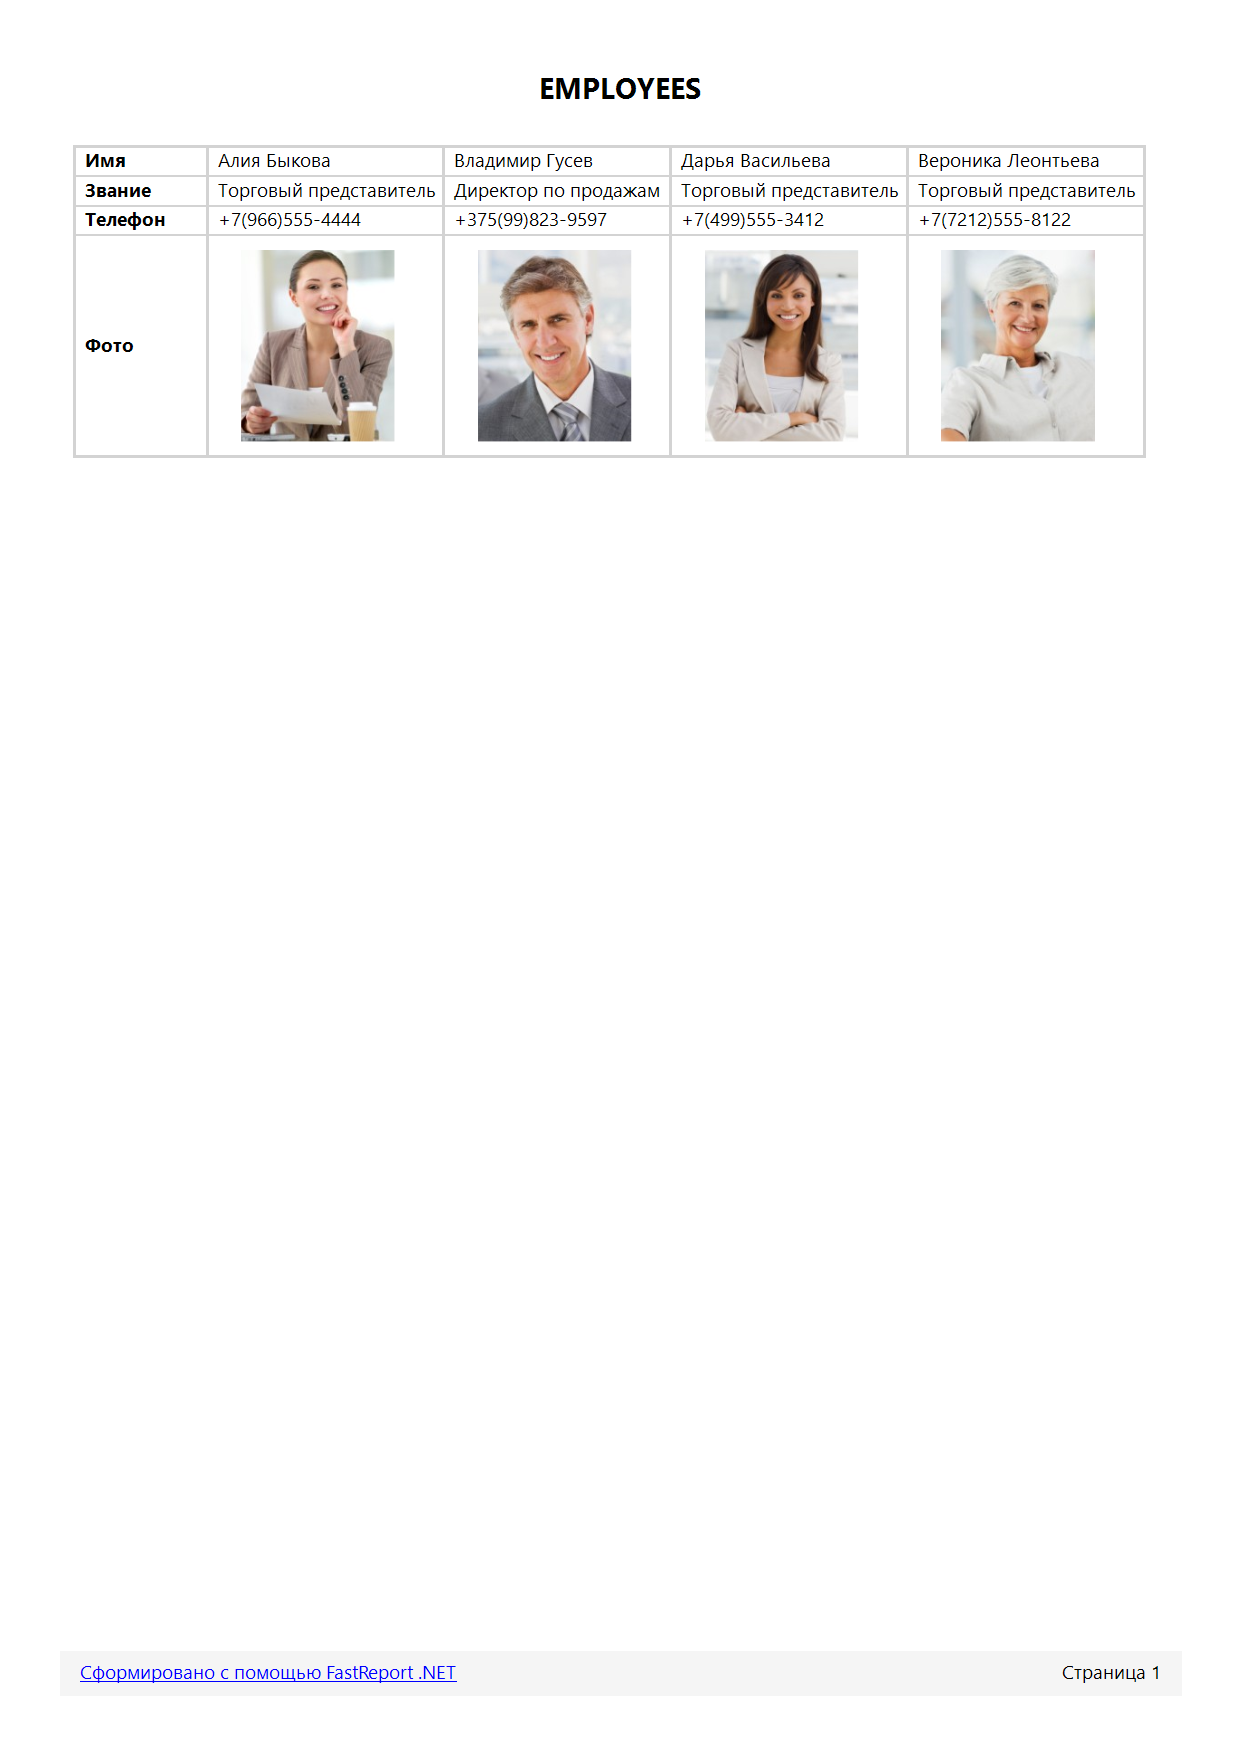 EMPLOYEES
Имя Алия Быкова Владимир Гусев Дарья Васильева Вероника Леонтьева
Звание Торговый представитель Директор по продажам Торговый представитель Торговый представитель
Телефон +7(966)555-4444 +375(99)823-9597 +7(499)555-3412 +7(7212)555-8122
Фото
Сформировано с помощью FastReport .NET Страница 1